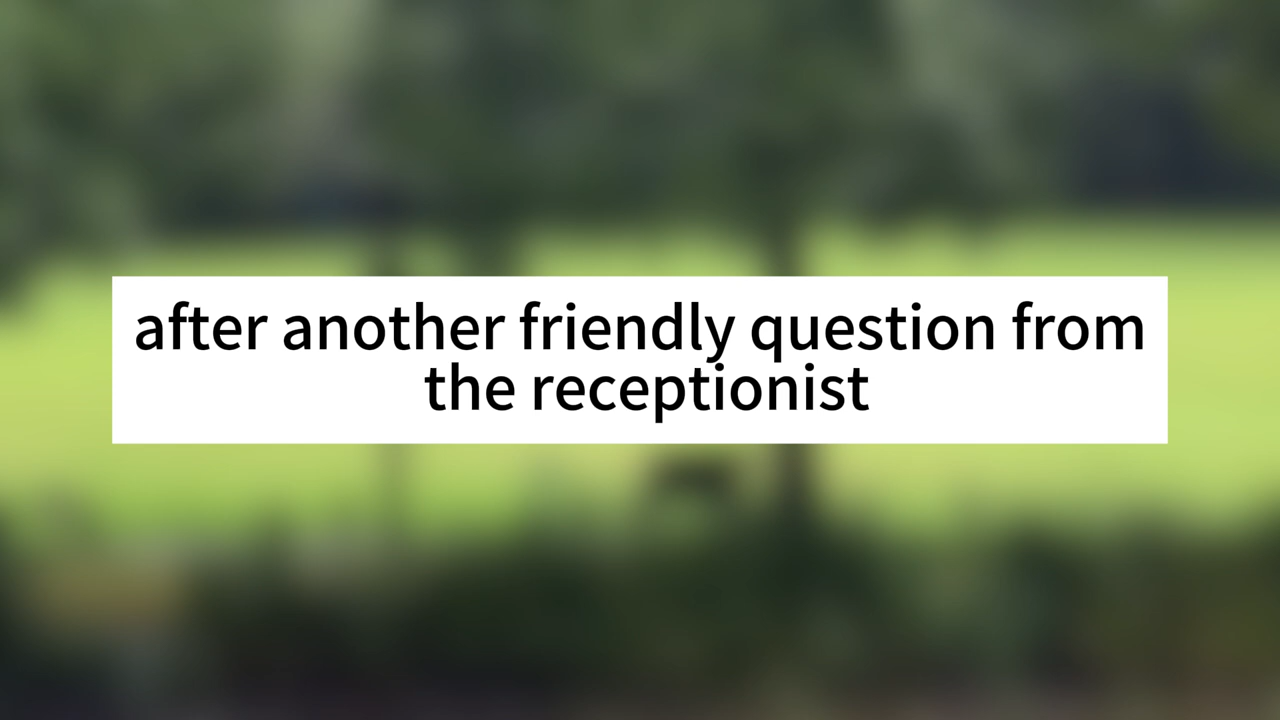 after another friendly question from
the receptionist